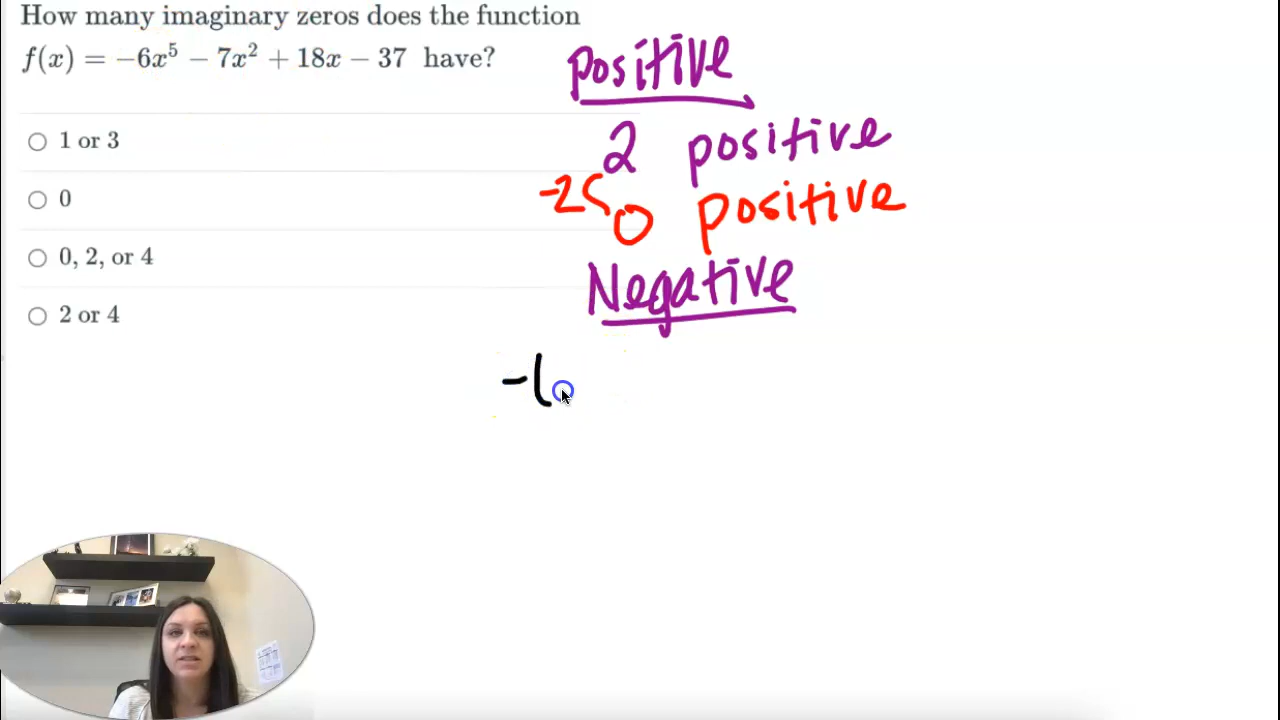 How many imaginary zeros does the function
f(x) = −6x⁵ − 7x² + 18x − 37 have?
1 or 3
0
0, 2, or 4
2 or 4
Positive
2 positive
-2 0 positive
Negative
-(